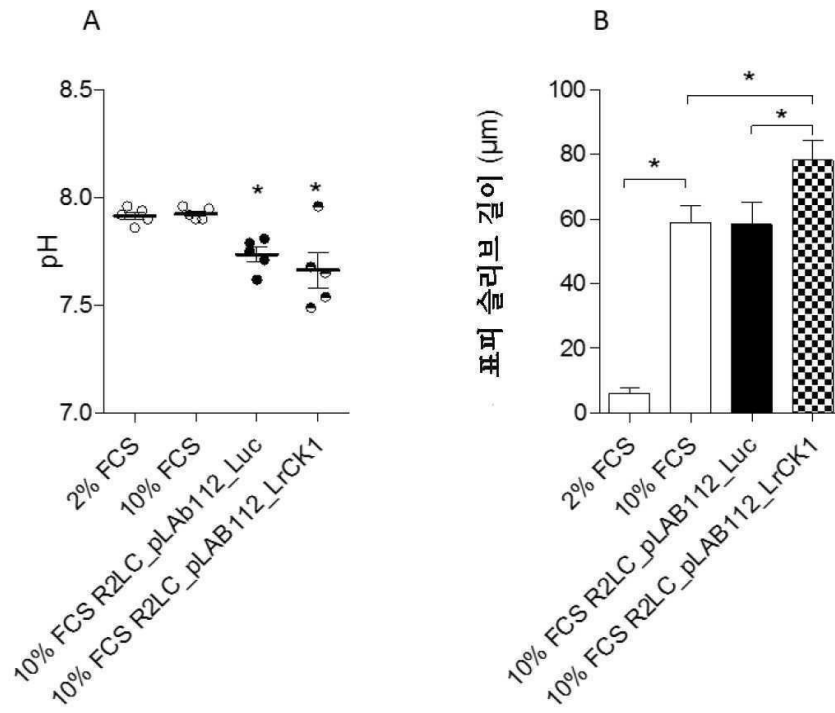 A
8.5
8.0
7.5
7.0
pH
*
*
2% FCS
10% FCS
10% FCS R2LC_pLAb112_Luc
10% FCS R2LC_pLAB112_LrCK1
B
100
80
60
40
20
0
표피 슬리브 길이 (µm)
*
*
*
2% FCS
10% FCS
10% FCS R2LC_pLAB112_Luc
10% FCS R2LC_pLAB112_LrCK1